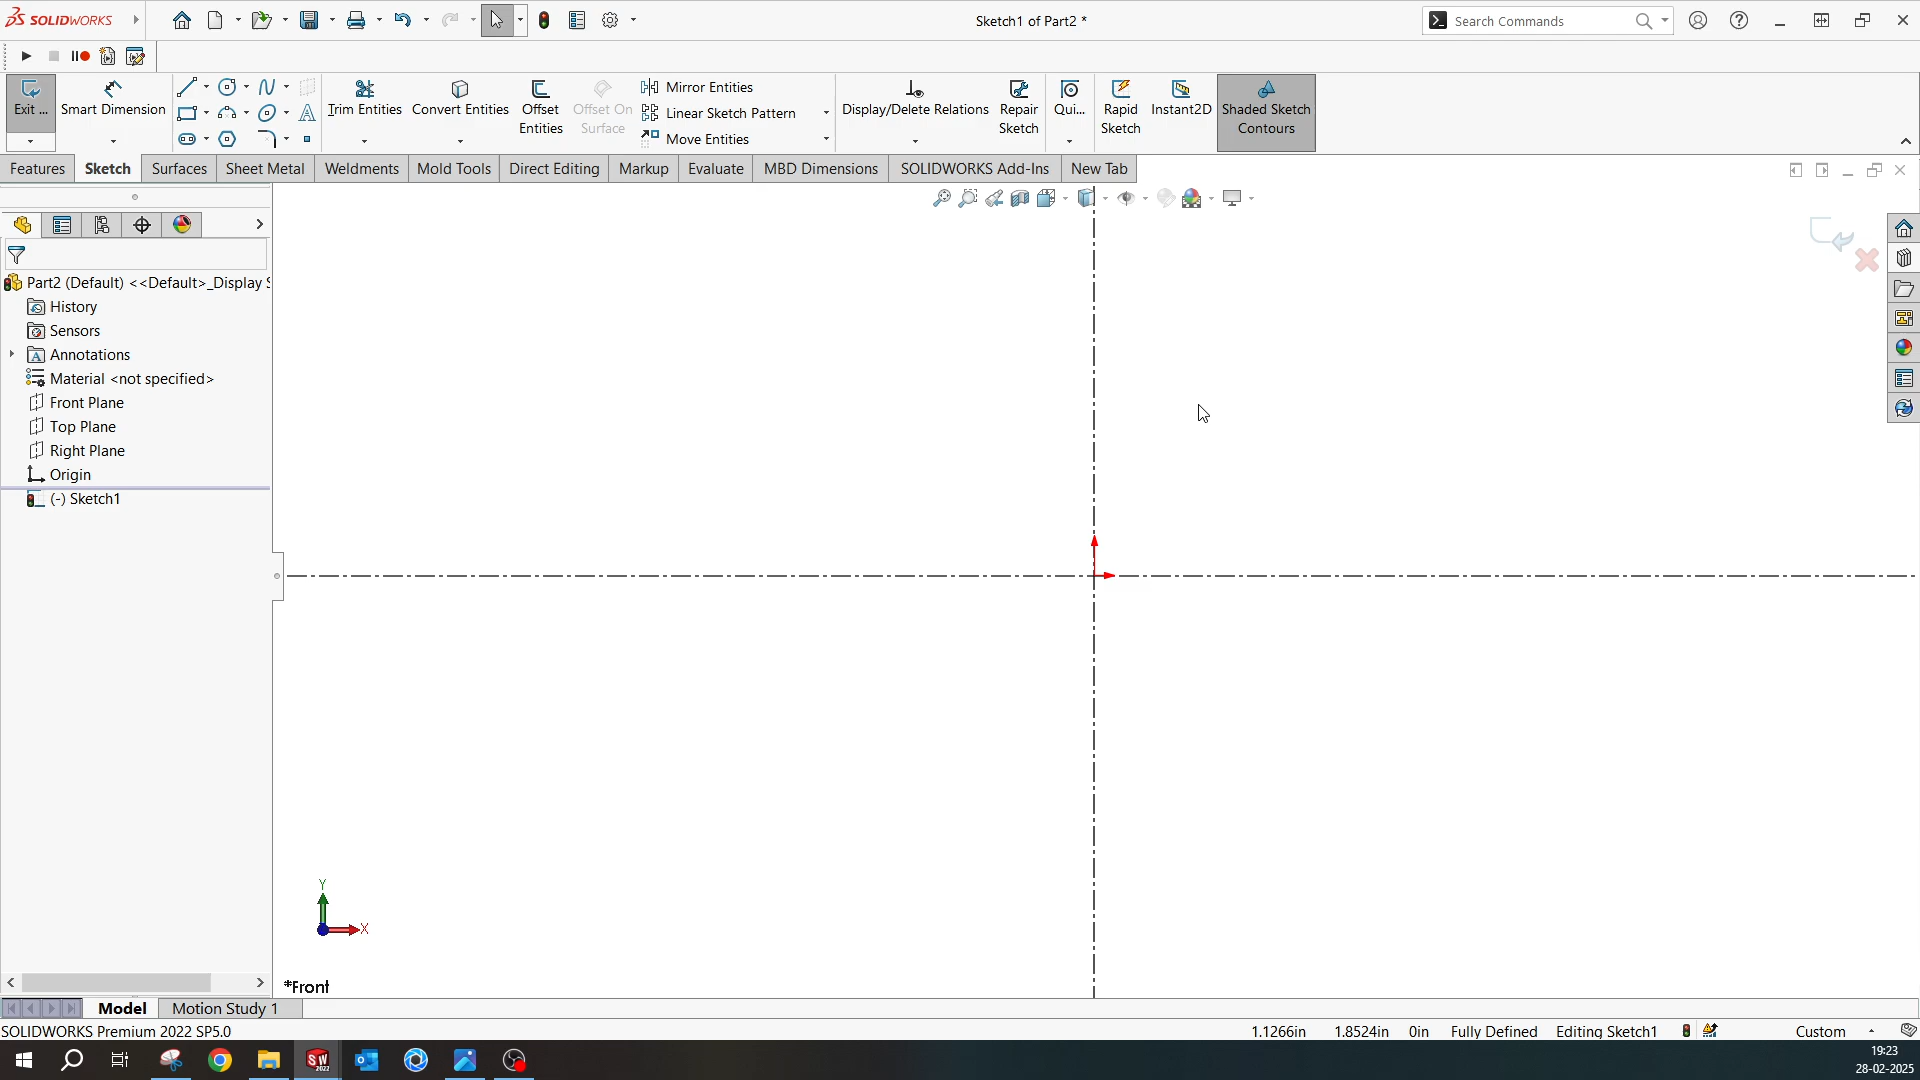 SOLIDWORKS
Sketch1 of Part2 *
Search Commands
Exit ...
Smart Dimension
Trim Entities
Convert Entities
Offset
Entities
Offset On
Surface
Mirror Entities
Linear Sketch Pattern
Move Entities
Display/Delete Relations
Repair
Sketch
Qui...
Rapid
Sketch
Instant2D
Shaded Sketch
Contours
Features
Sketch
Surfaces
Sheet Metal
Weldments
Mold Tools
Direct Editing
Markup
Evaluate
MBD Dimensions
SOLIDWORKS Add-Ins
New Tab
Part2 (Default) <<Default>_Display S
History
Sensors
Annotations
Material <not specified>
Front Plane
Top Plane
Right Plane
Origin
(-) Sketch1
Y
X
*Front
Model
Motion Study 1
SOLIDWORKS Premium 2022 SP5.0
1.1266in
1.8524in
0in
Fully Defined
Editing Sketch1
Custom
SW
2022
19:23
28-02-2025